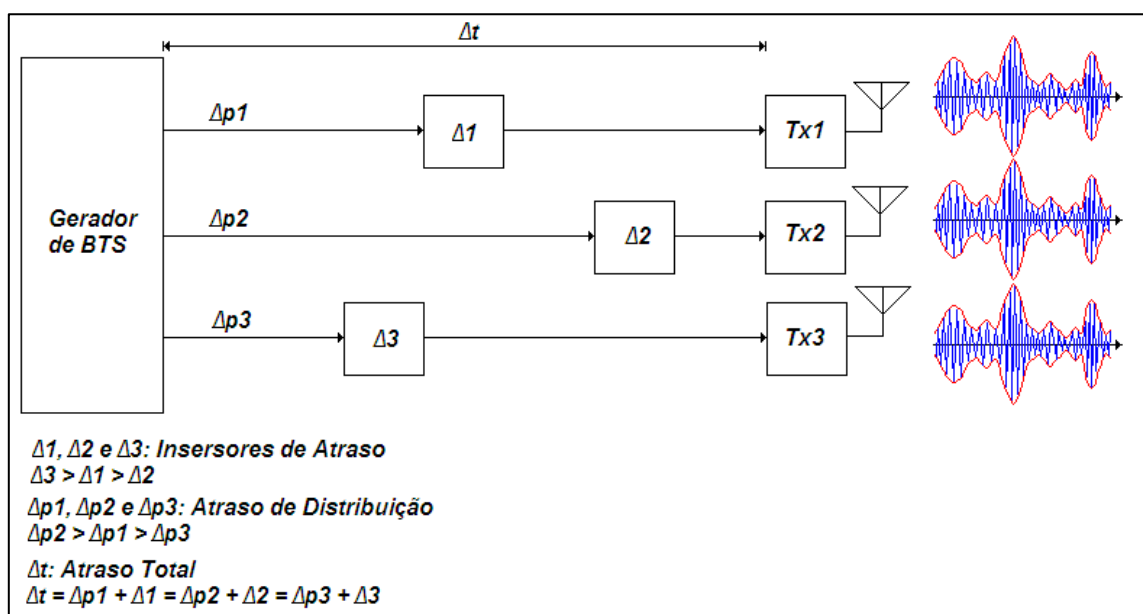 Δt
Δp1
Δ1
Tx1
Gerador
de BTS
Δp2
Δ2
Tx2
Δp3
Δ3
Tx3
Δ1, Δ2 e Δ3: Insersores de Atraso
Δ3 > Δ1 > Δ2
Δp1, Δp2 e Δp3: Atraso de Distribuição
Δp2 > Δp1 > Δp3
Δt: Atraso Total
Δt = Δp1 + Δ1 = Δp2 + Δ2 = Δp3 + Δ3